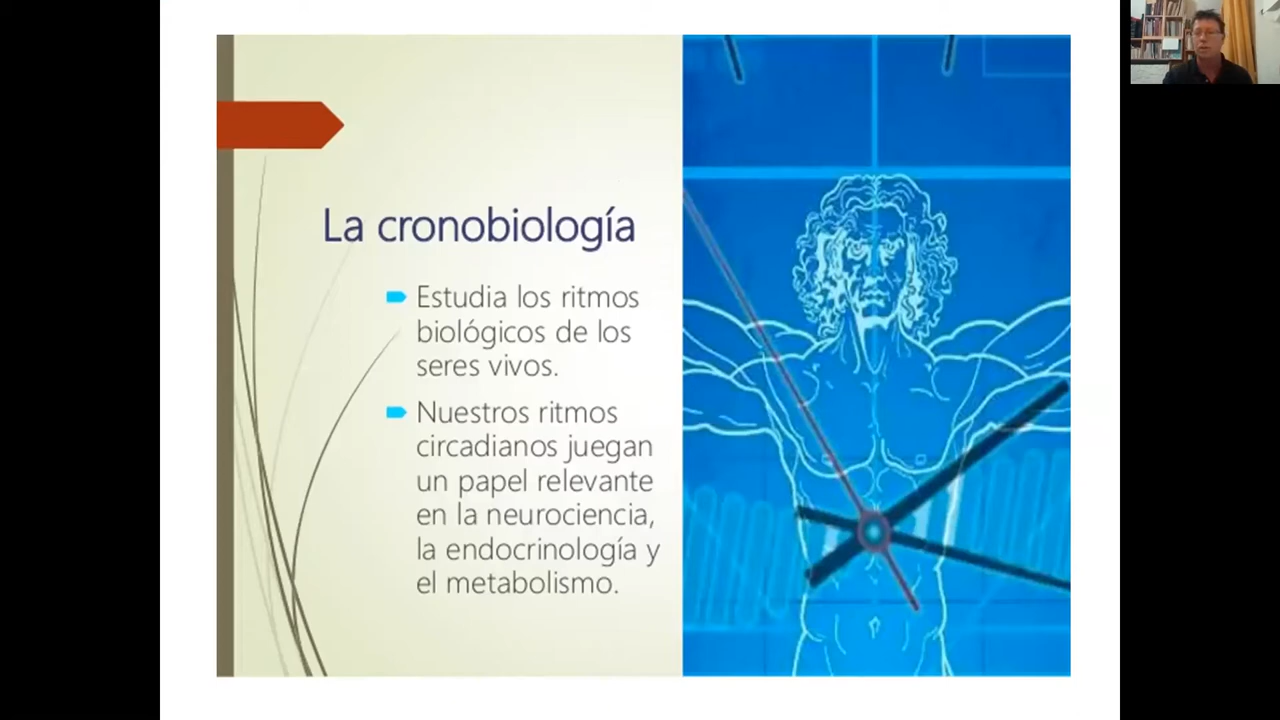 La cronobiología
Estudia los ritmos
biológicos de los
seres vivos.
Nuestros ritmos
circadianos juegan
un papel relevante
en la neurociencia,
la endocrinología y
el metabolismo.